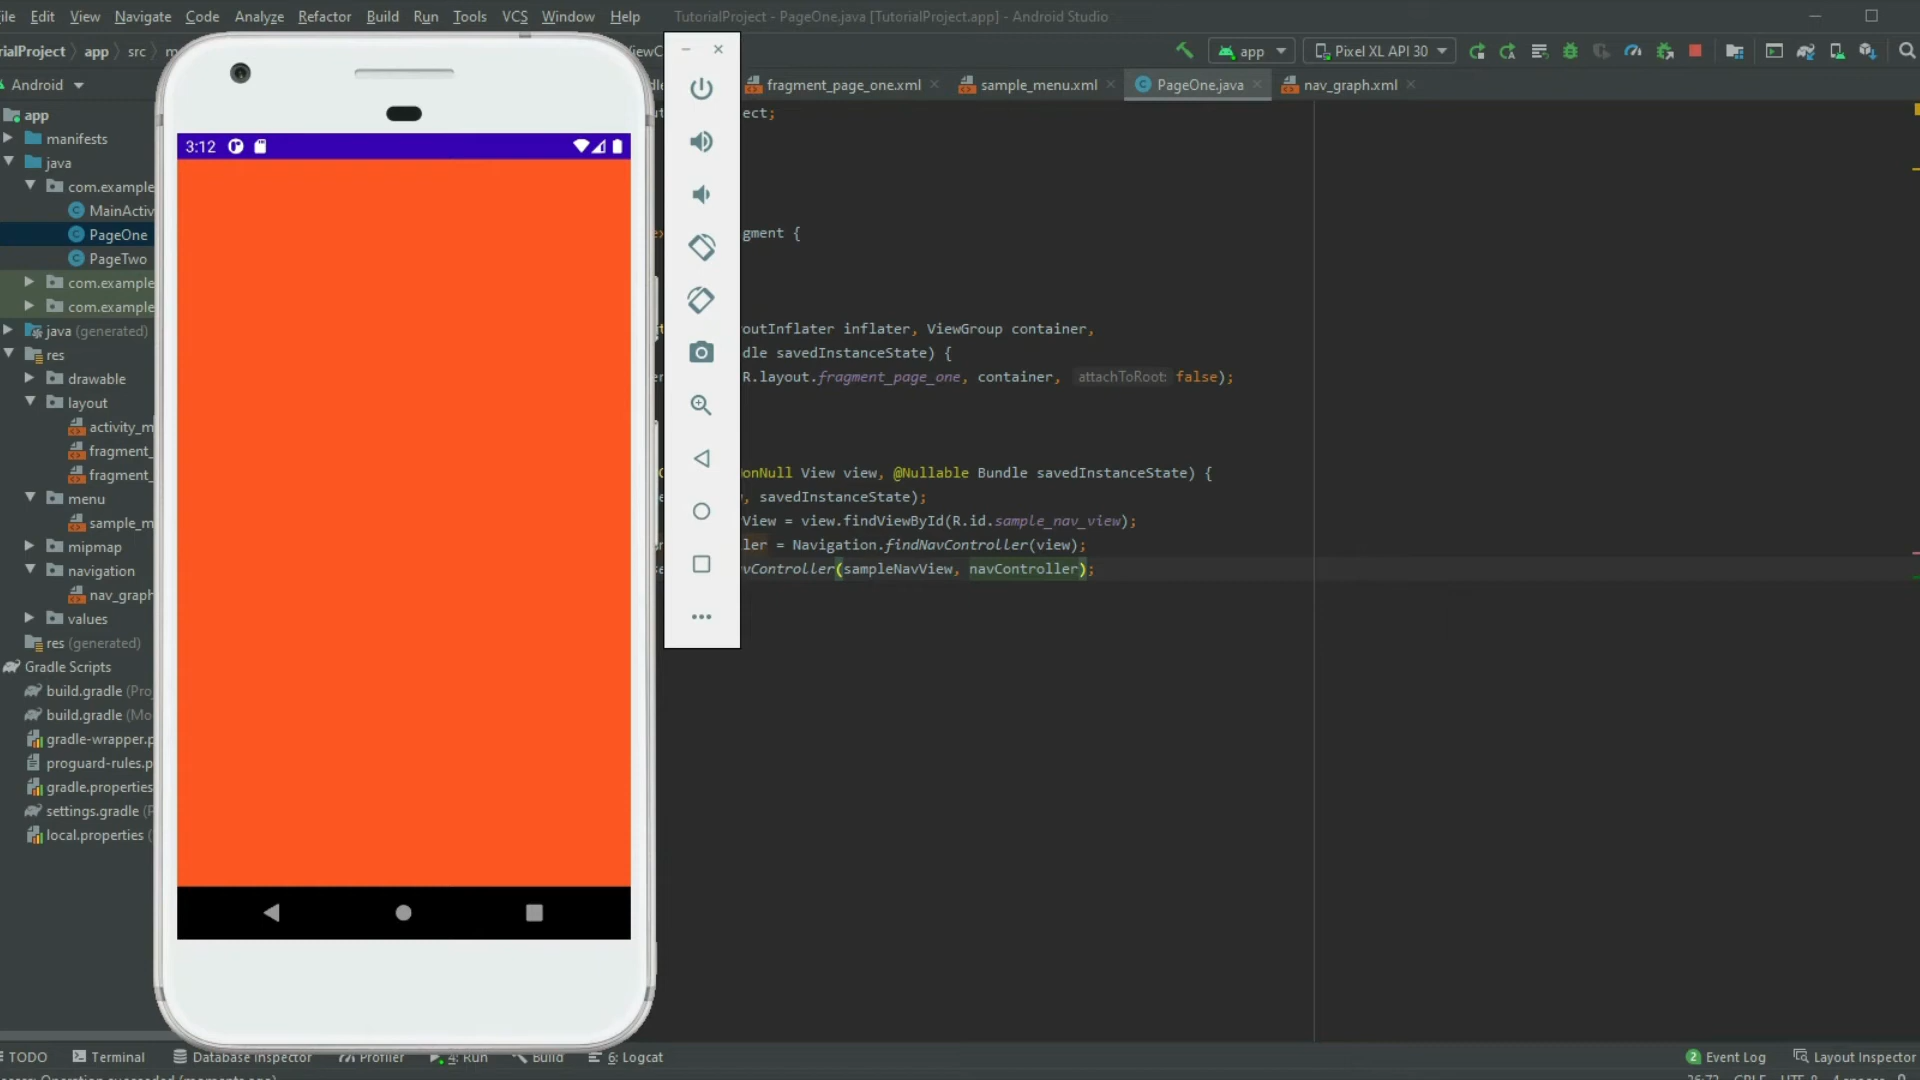 ile Edit View Navigate Code Analyze Refactor Build Run Tools VCS Window Help TutorialProject - PageOne.java [TutorialProject.app] - Android Studio
rialProject app src m iewC app Pixel XL API 30
Android fragment_page_one.xml sample_menu.xml PageOne.java nav_graph.xml
app
manifests
java
com.example
MainActiv
PageOne
PageTwo
com.example
com.example
java (generated)
res
drawable
layout
activity_m
fragment_
fragment_
menu
sample_m
mipmap
navigation
nav_graph
values
res (generated)
Gradle Scripts
build.gradle (Pro
build.gradle (Mo
gradle-wrapper.p
proguard-rules.p
gradle.properties
settings.gradle (P
local.properties (
3:12
ect;
gment {
outInflater inflater, ViewGroup container,
dle savedInstanceState) {
R.layout.fragment_page_one, container, attachToRoot: false);
onNull View view, @Nullable Bundle savedInstanceState) {
, savedInstanceState);
View = view.findViewById(R.id.sample_nav_view);
ler = Navigation.findNavController(view);
vController(sampleNavView, navController);
TODO Terminal Database Inspector Profiler 4: Run Build 6: Logcat 2 Event Log Layout Inspector